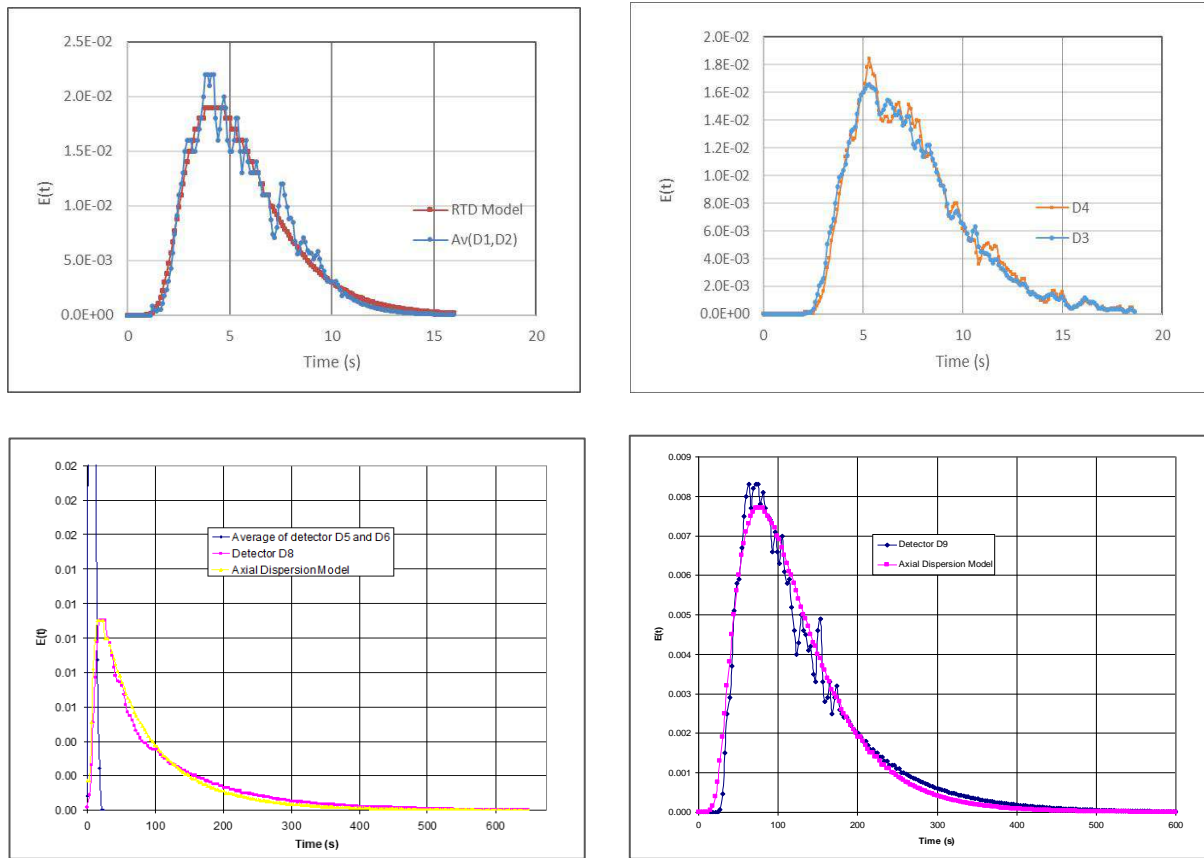 2.5E-02
2.0E-02
1.5E-02
1.0E-02
5.0E-03
0.0E+00
E(t)
RTD Model
Av(D1,D2)
0 5 10 15 20
Time (s)
2.0E-02
1.8E-02
1.6E-02
1.4E-02
1.2E-02
1.0E-02
8.0E-03
6.0E-03
4.0E-03
2.0E-03
0.0E+00
E(t)
D4
D3
0 5 10 15 20
Time (s)
0.02
0.02
0.02
0.01
0.01
0.01
0.01
0.01
0.00
0.00
0.00
E(t)
Average of detector D5 and D6
Detector D8
Axial Dispersion Model
0 100 200 300 400 500 600
Time (s)
0.009
0.008
0.007
0.006
0.005
0.004
0.003
0.002
0.001
0.000
E(t)
Detector D9
Axial Dispersion Model
0 100 200 300 400 500 600
Time (s)